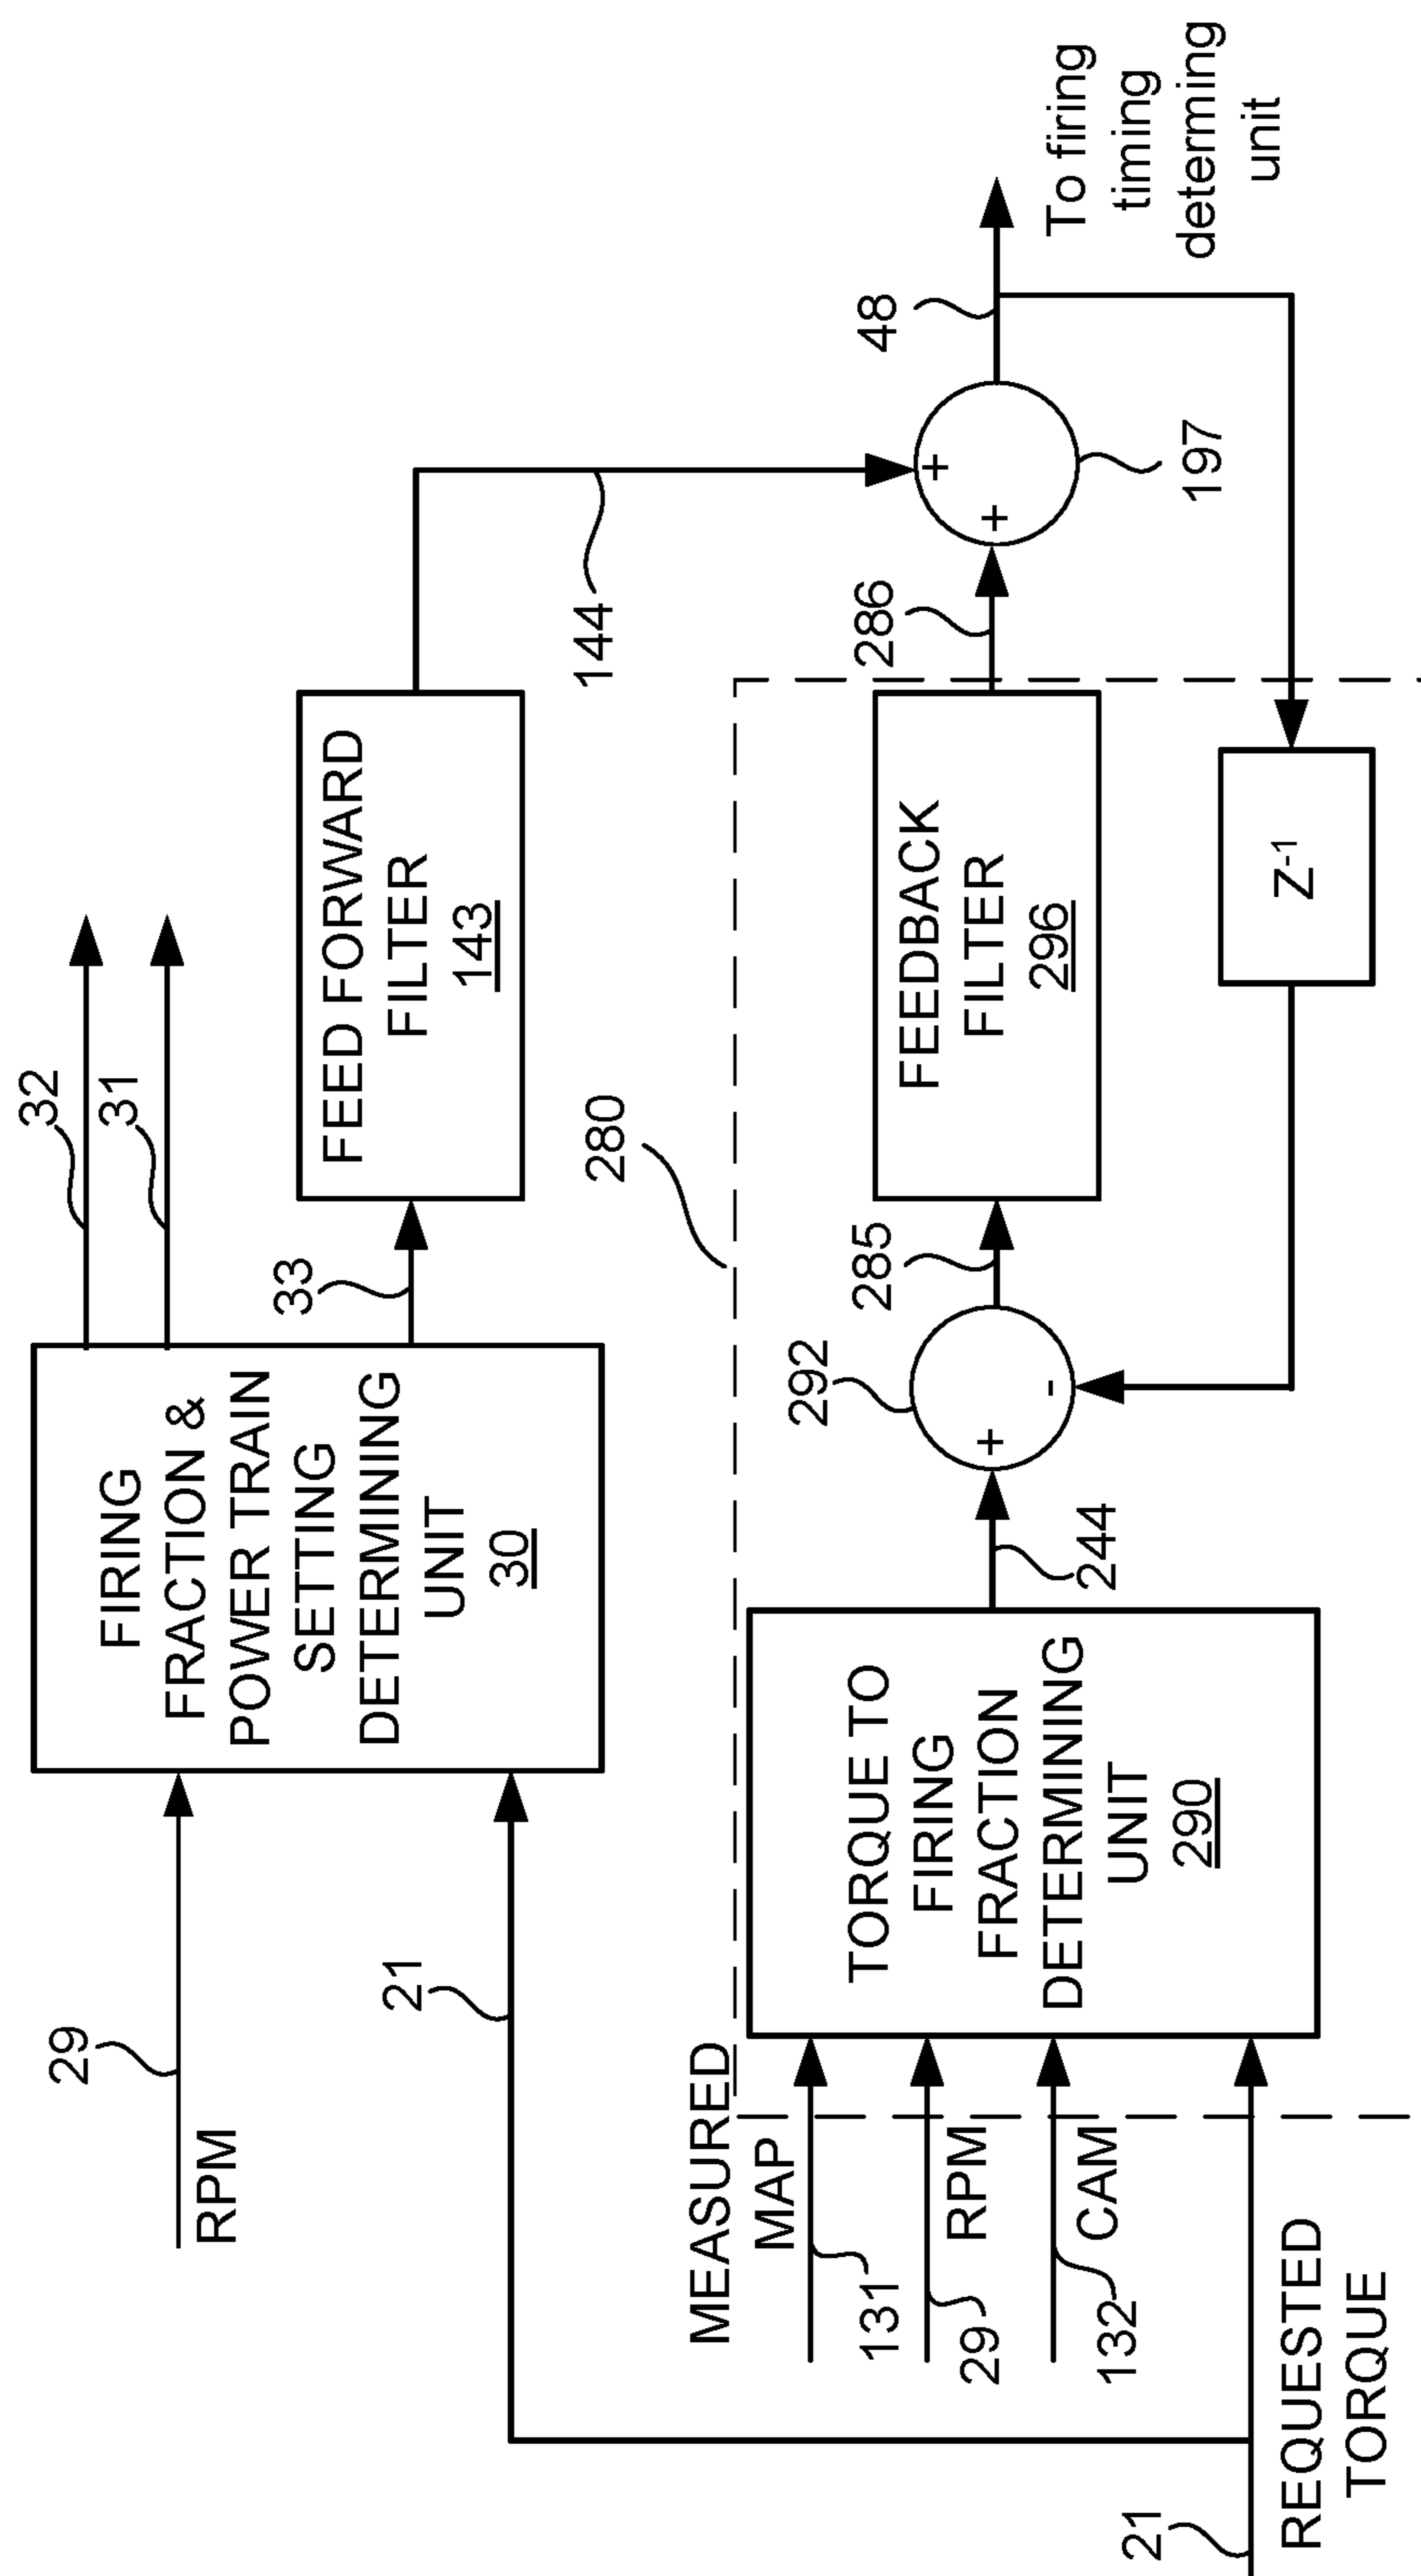 32
31
FIRING
FRACTION &
POWER TRAIN
SETTING
DETERMINING
UNIT
30
29
RPM
21
33
FEED FORWARD
FILTER
143
144
280
MEASURED
MAP
131
RPM
29
CAM
132
REQUESTED
TORQUE
21
TORQUE TO
FIRING
FRACTION
DETERMINING
UNIT
290
244
292
+
-
285
FEEDBACK
FILTER
296
286
+
+
197
48
To firing
timing
determining
unit
Z-1